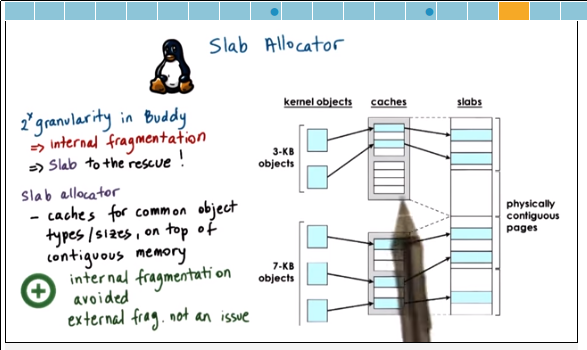 Slab Allocator
2ˣ granularity in Buddy
=> internal fragmentation
=> Slab to the rescue!
slab allocator
- caches for common object
types/sizes, on top of
contiguous memory
+ internal fragmentation
avoided
external frag. not an issue
kernel objects caches slabs
3-KB
objects
physically
contiguous
pages
7-KB
objects